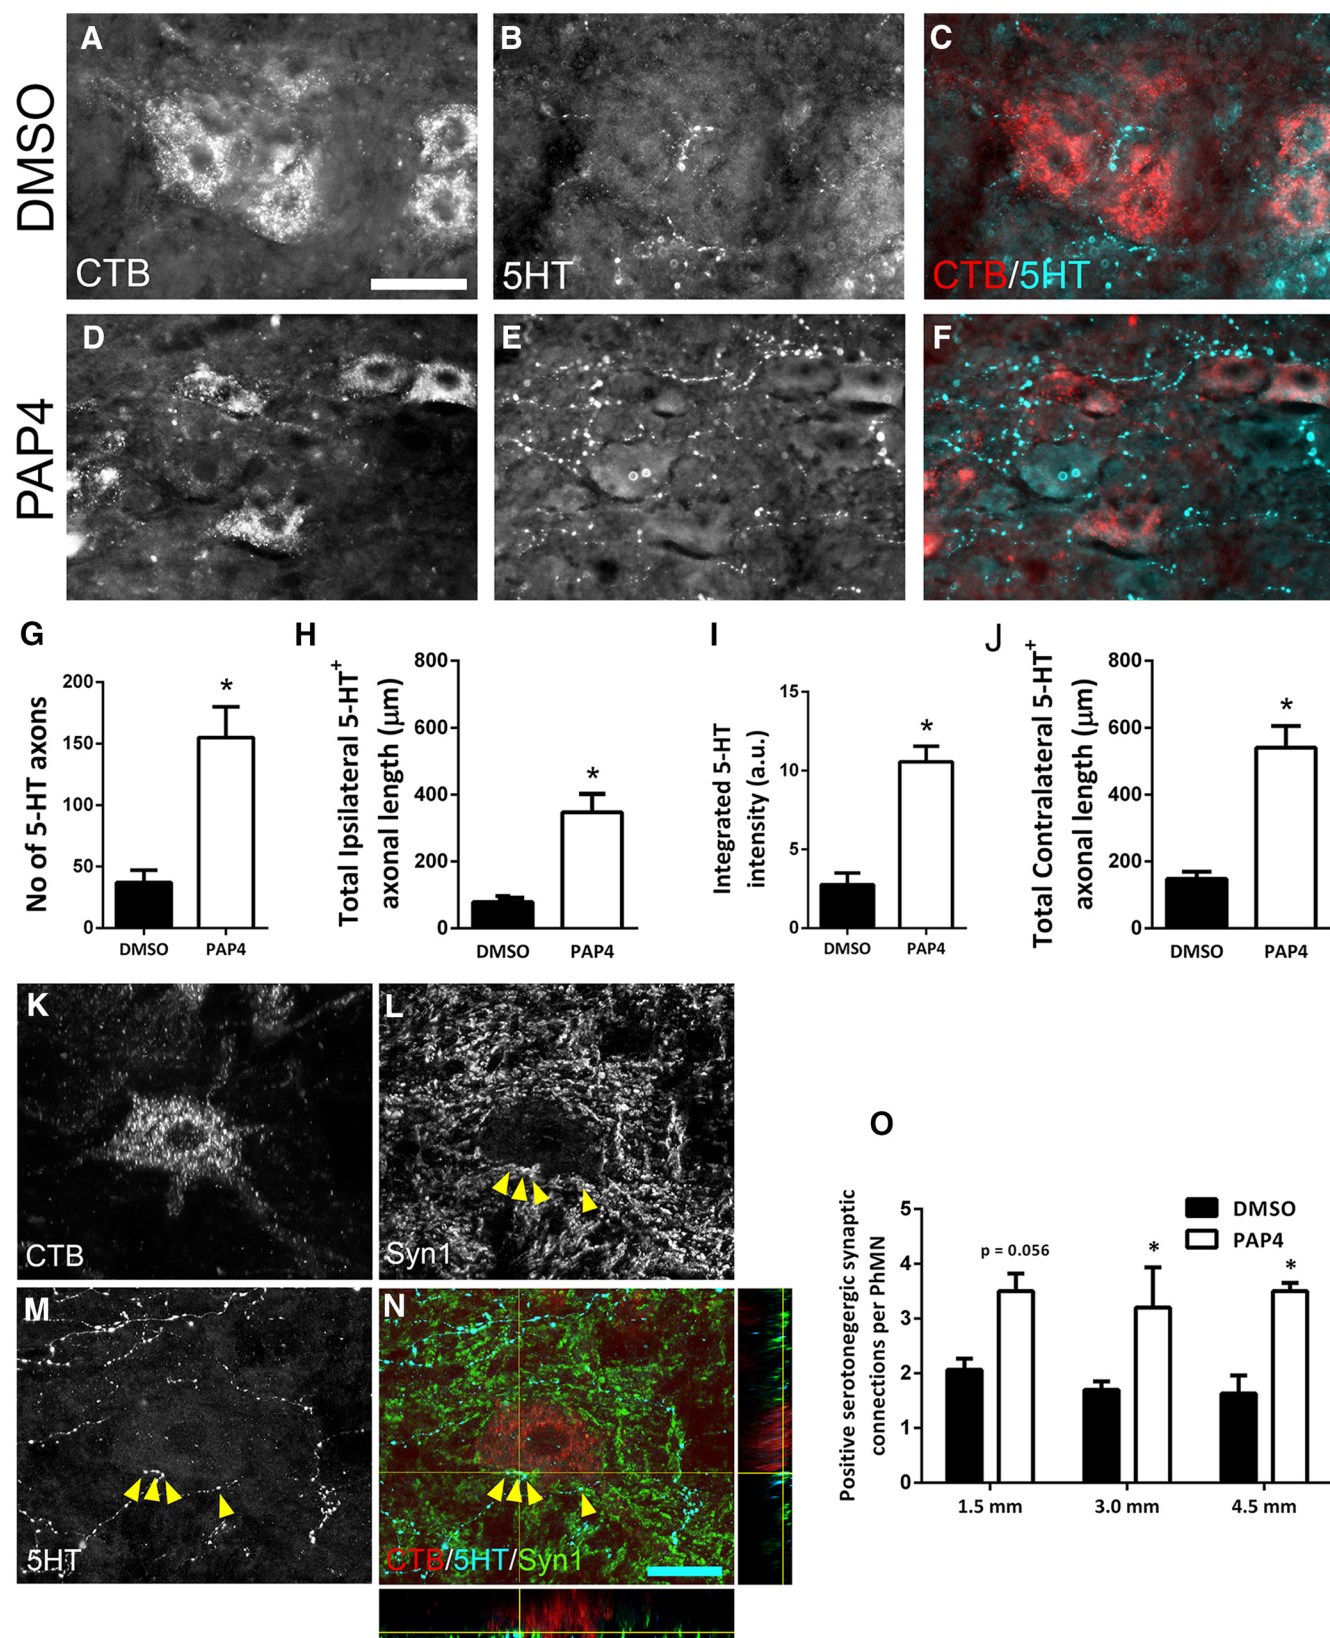 DMSO
A
CTB
B
5HT
C
CTB/5HT
PAP4
D
E
F
G
No of 5-HT axons
200
150
100
50
0
*
DMSO PAP4
H
Total Ipsilateral 5-HT+
axonal length (μm)
800
600
400
200
0
*
DMSO PAP4
I
Integrated 5-HT
intensity (a.u.)
15
10
5
0
*
DMSO PAP4
J
Total Contralateral 5-HT+
axonal length (μm)
800
600
400
200
0
*
DMSO PAP4
K
CTB
L
Syn1
M
5HT
N
CTB/5HT/Syn1
O
Positive serotonegergic synaptic
connections per PhMN
5
4
3
2
1
0
DMSO
PAP4
p = 0.056
*
*
1.5 mm 3.0 mm 4.5 mm